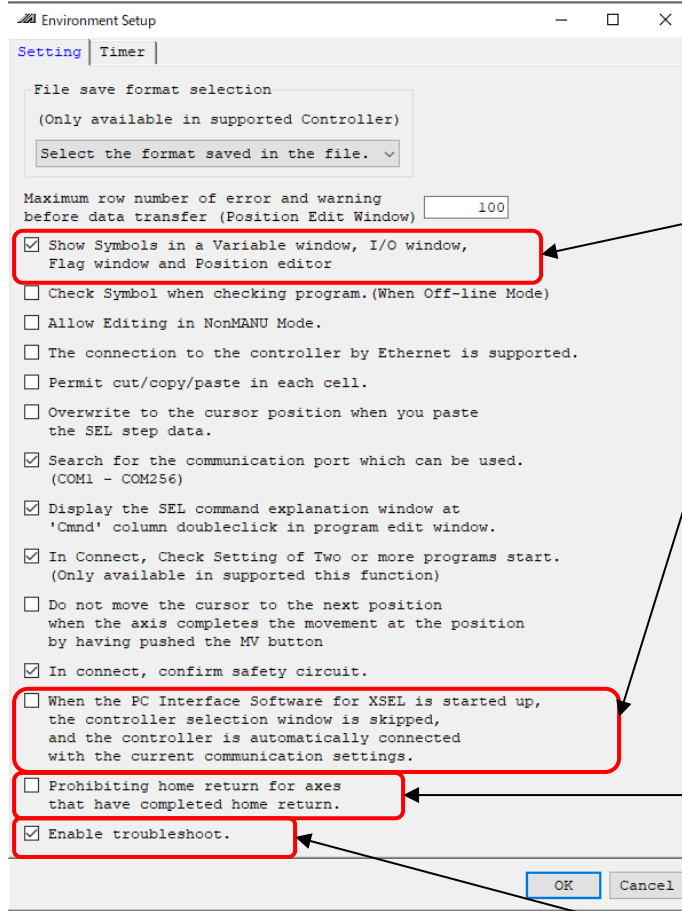 Environment Setup
Setting
Timer
File save format selection
(Only available in supported Controller)
Select the format saved in the file.
Maximum row number of error and warning
before data transfer (Position Edit Window)
100
Show Symbols in a Variable window, I/O window,
Flag window and Position editor
Check Symbol when checking program.(When Off-line Mode)
Allow Editing in NonMANU Mode.
The connection to the controller by Ethernet is supported.
Permit cut/copy/paste in each cell.
Overwrite to the cursor position when you paste
the SEL step data.
Search for the communication port which can be used.
(COM1 - COM256)
Display the SEL command explanation window at
'Cmnd' column doubleclick in program edit window.
In Connect, Check Setting of Two or more programs start.
(Only available in supported this function)
Do not move the cursor to the next position
when the axis completes the movement at the position
by having pushed the MV button
In connect, confirm safety circuit.
When the PC Interface Software for XSEL is started up,
the controller selection window is skipped,
and the controller is automatically connected
with the current communication settings.
Prohibiting home return for axes
that have completed home return.
Enable troubleshoot.
OK
Cancel